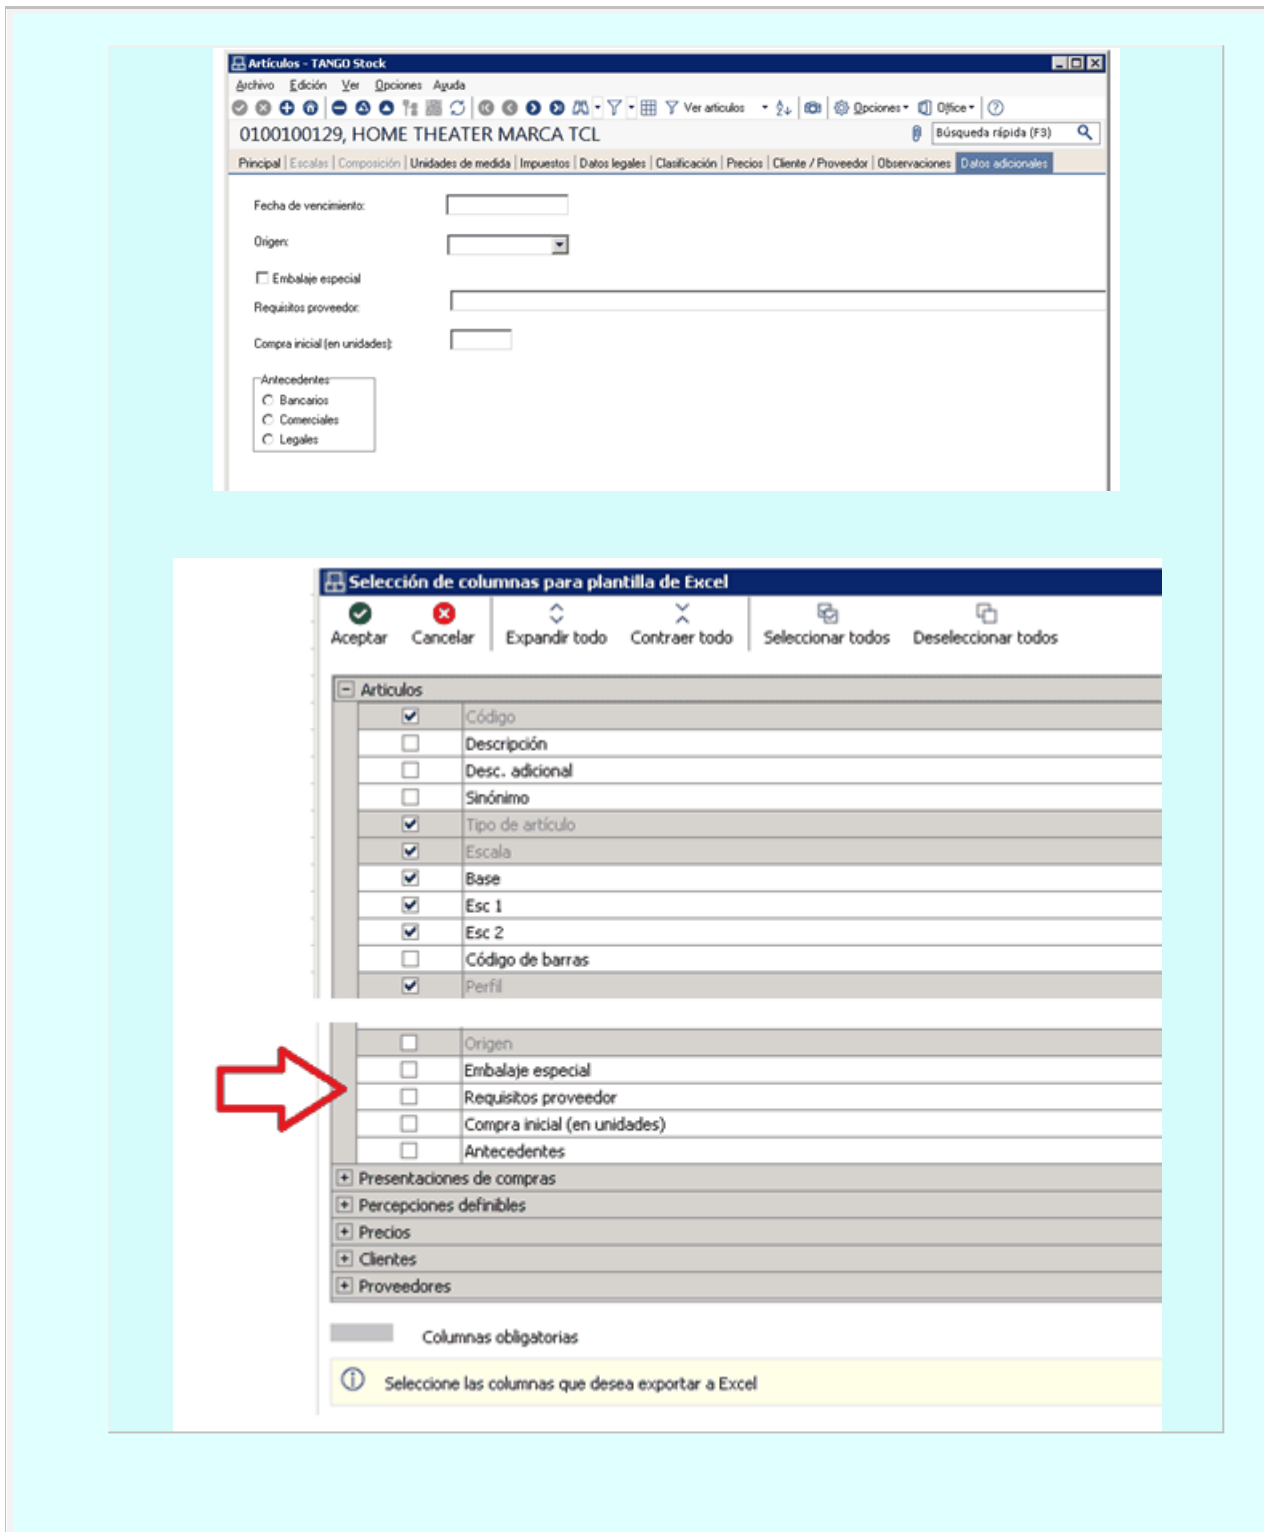 Artículos - TANGO Stock
Archivo Edición Ver Opciones Ayuda
Ver articulos Opciones Office
0100100129, HOME THEATER MARCA TCL Búsqueda rápida (F3)
Principal Escalas Composición Unidades de medida Impuestos Datos legales Clasificación Precios Cliente / Proveedor Observaciones Datos adicionales
Fecha de vencimiento:
Origen:
Embalaje especial
Requisitos proveedor:
Compra inicial (en unidades):
Antecedentes
Bancarios
Comerciales
Legales
Selección de columnas para plantilla de Excel
Aceptar Cancelar Expandir todo Contraer todo Seleccionar todos Deseleccionar todos
Articulos
Código
Descripción
Desc. adicional
Sinónimo
Tipo de artículo
Escala
Base
Esc 1
Esc 2
Código de barras
Perfil
Origen
Embalaje especial
Requisitos proveedor
Compra inicial (en unidades)
Antecedentes
Presentaciones de compras
Percepciones definibles
Precios
Clientes
Proveedores
Columnas obligatorias
Seleccione las columnas que desea exportar a Excel